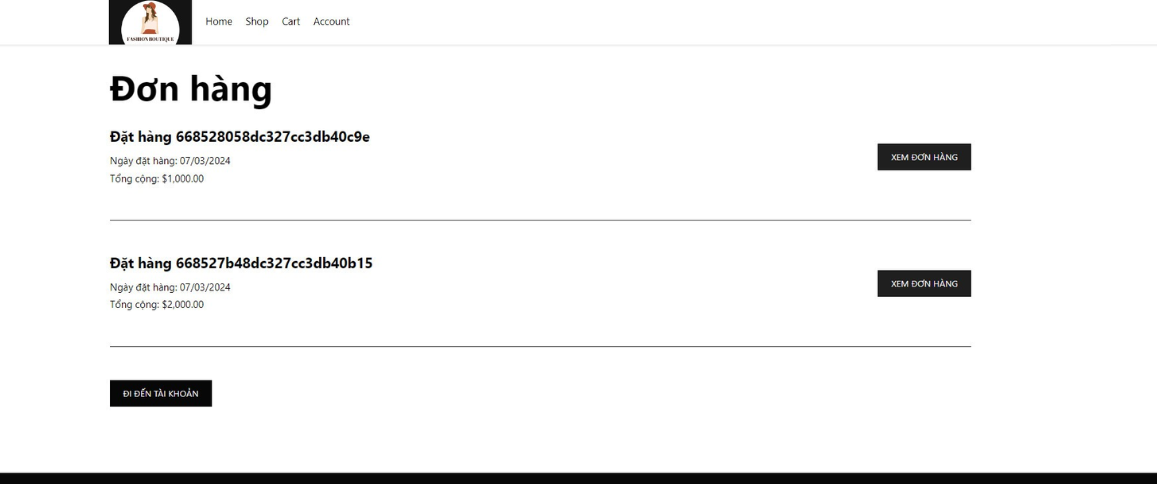 FASHION BOUTIQUE
Home Shop Cart Account
Đơn hàng
Đặt hàng 668528058dc327cc3db40c9e
Ngày đặt hàng: 07/03/2024
Tổng cộng: $1,000.00
XEM ĐƠN HÀNG
Đặt hàng 668527b48dc327cc3db40b15
Ngày đặt hàng: 07/03/2024
Tổng cộng: $2,000.00
XEM ĐƠN HÀNG
ĐI ĐẾN TÀI KHOẢN